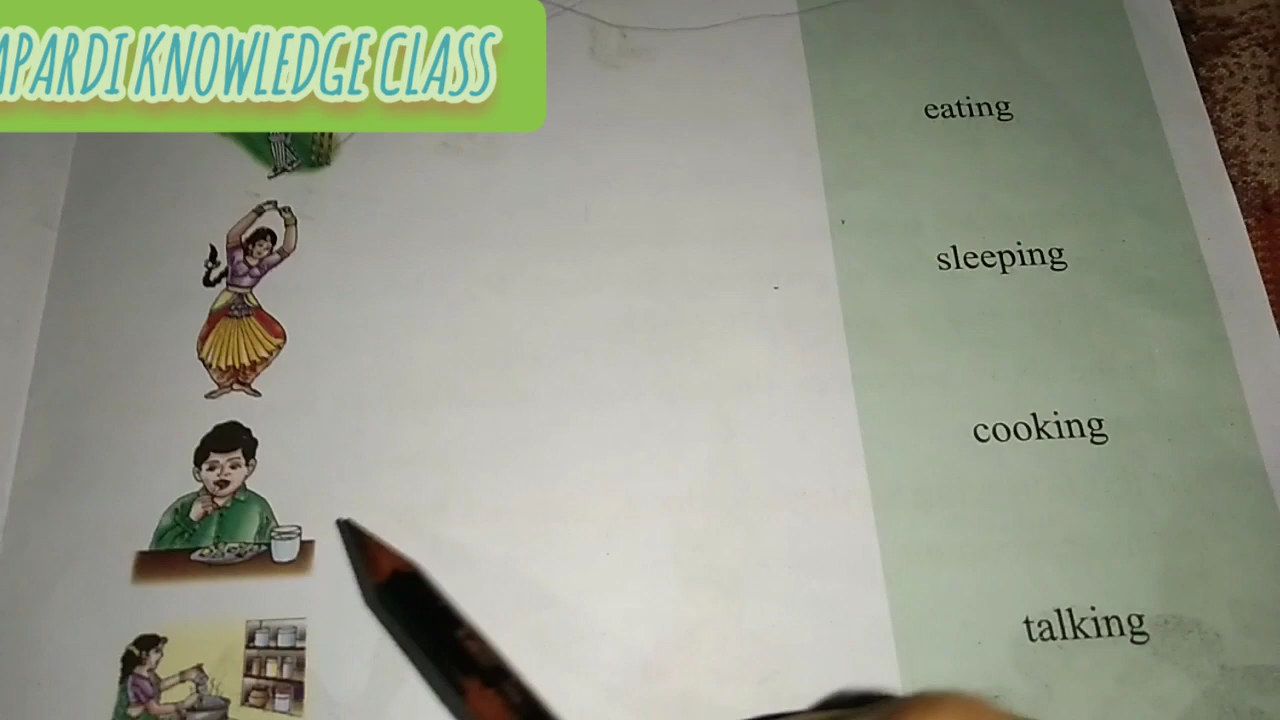 APARDI KNOWLEDGE CLASS
eating
sleeping
cooking
talking